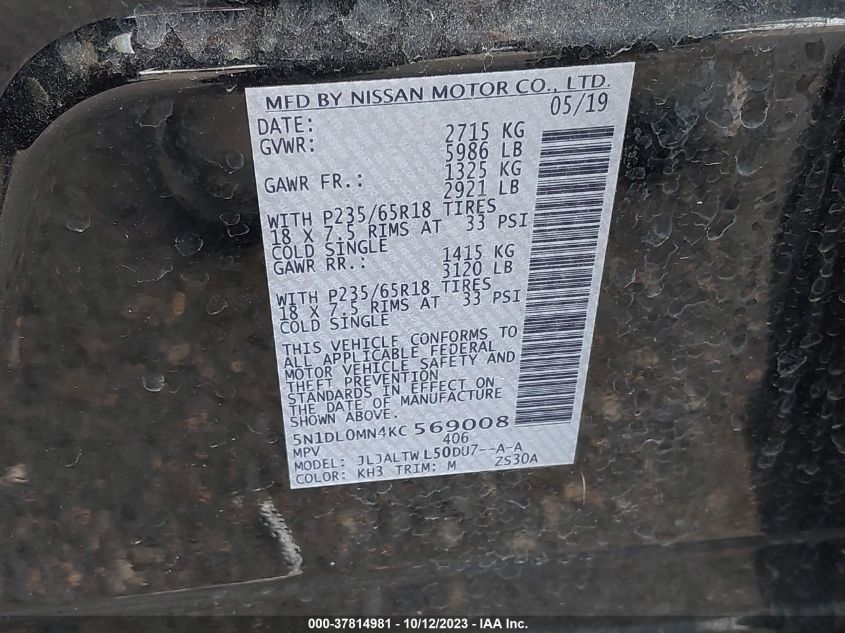 MFD BY NISSAN MOTOR CO., LTD.
DATE: 05/19
GVWR: 2715 KG
5986 LB
GAWR FR.: 1325 KG
2921 LB
WITH P235/65R18 TIRES
18 X 7.5 RIMS AT 33 PSI
COLD SINGLE
GAWR RR.: 1415 KG
3120 LB
WITH P235/65R18 TIRES
18 X 7.5 RIMS AT 33 PSI
COLD SINGLE
THIS VEHICLE CONFORMS TO
ALL APPLICABLE FEDERAL
MOTOR VEHICLE SAFETY AND
THEFT PREVENTION
STANDARDS IN EFFECT ON
THE DATE OF MANUFACTURE
SHOWN ABOVE.
5N1DL0MN4KC 569008
MPV 406
MODEL: JLJALTWL50DU7--A-A
COLOR: KH3 TRIM: M ZS30A
000-37814981 - 10/12/2023 - IAA Inc.